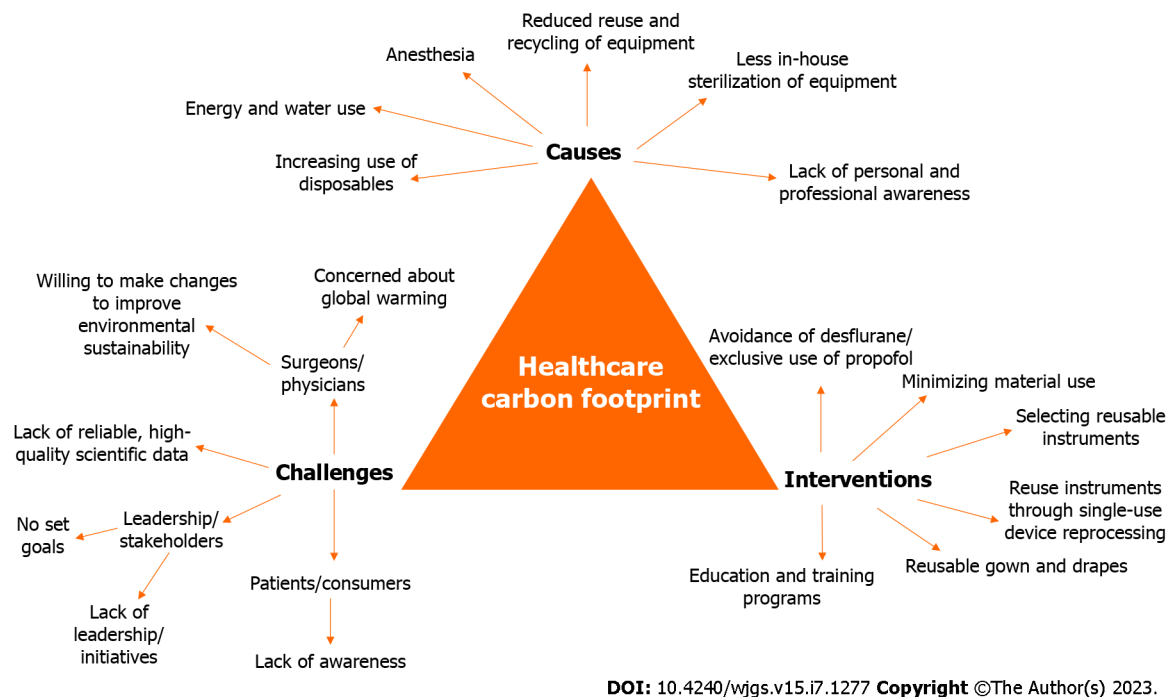 Reduced reuse and
recycling of equipment
Anesthesia
Less in-house
sterilization of equipment
Energy and water use
Causes
Increasing use of
disposables
Lack of personal and
professional awareness
Willing to make changes
to improve
environmental
sustainability
Concerned about
global warming
Surgeons/
physicians
Healthcare
carbon footprint
Avoidance of desflurane/
exclusive use of propofol
Minimizing material use
Selecting reusable
instruments
Lack of reliable, high-
quality scientific data
Challenges
Interventions
No set
goals
Leadership/
stakeholders
Reuse instruments
through single-use
device reprocessing
Patients/consumers
Education and training
programs
Reusable gown and drapes
Lack of
leadership/
initiatives
Lack of awareness
DOI: 10.4240/wjgs.v15.i7.1277 Copyright ©The Author(s) 2023.